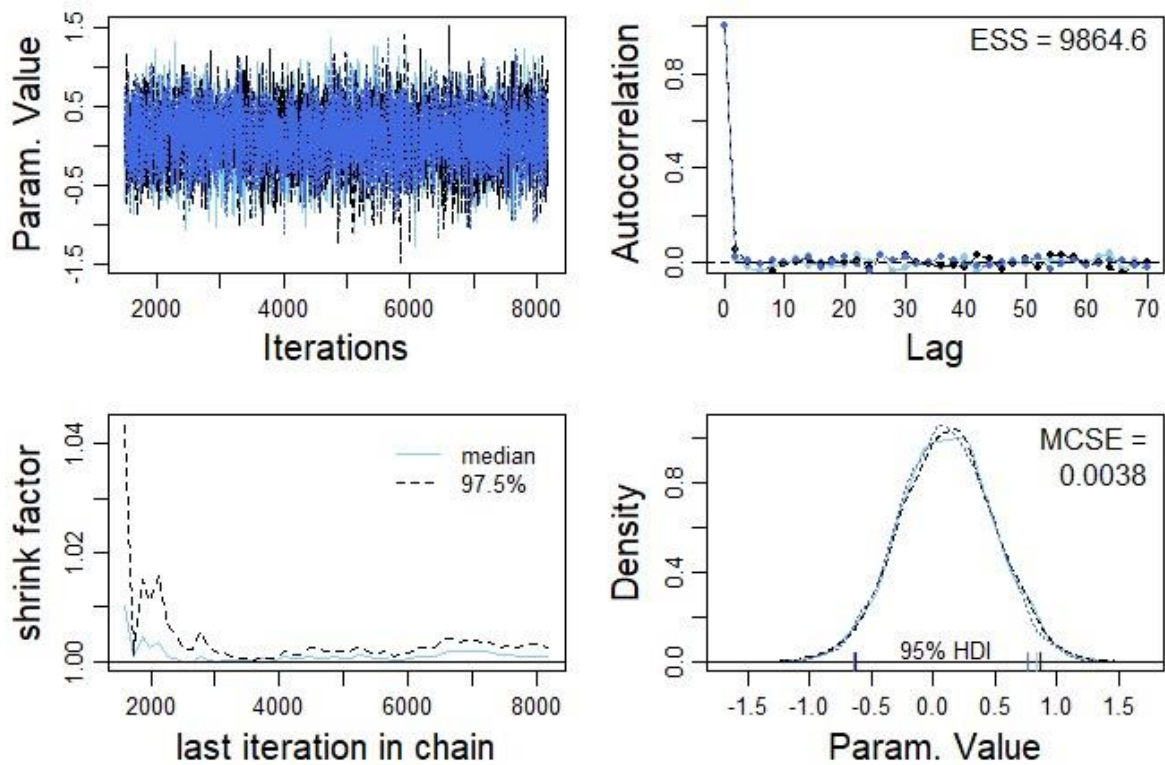 Param. Value
1.5
0.5
-0.5
-1.5
2000 4000 6000 8000
Iterations
Autocorrelation
0.8
0.4
0.0
ESS = 9864.6
0 10 20 30 40 50 60 70
Lag
shrink factor
1.04
1.02
1.00
median
97.5%
2000 4000 6000 8000
last iteration in chain
Density
0.8
0.4
0.0
MCSE =
0.0038
95% HDI
-1.5 -1.0 -0.5 0.0 0.5 1.0 1.5
Param. Value